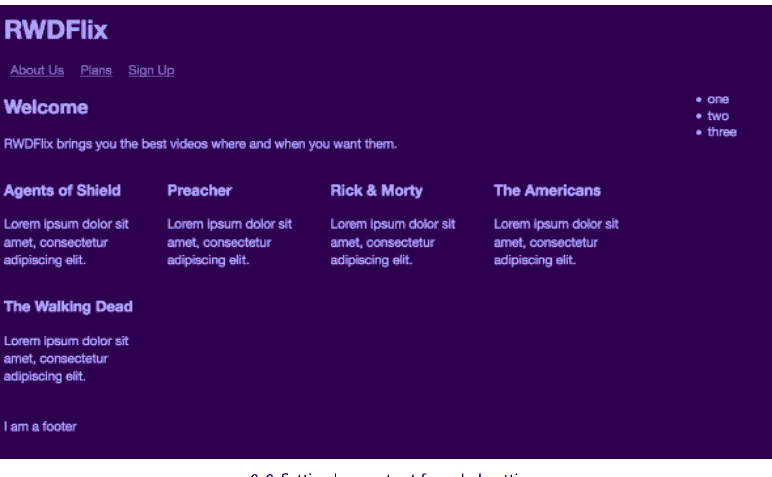 RWDFlix
About Us Plans Sign Up
Welcome
one
two
three
RWDFlix brings you the best videos where and when you want them.
Agents of Shield
Lorem ipsum dolor sit
amet, consectetur
adipiscing elit.
Preacher
Lorem ipsum dolor sit
amet, consectetur
adipiscing elit.
Rick & Morty
Lorem ipsum dolor sit
amet, consectetur
adipiscing elit.
The Americans
Lorem ipsum dolor sit
amet, consectetur
adipiscing elit.
The Walking Dead
Lorem ipsum dolor sit
amet, consectetur
adipiscing elit.
I am a footer